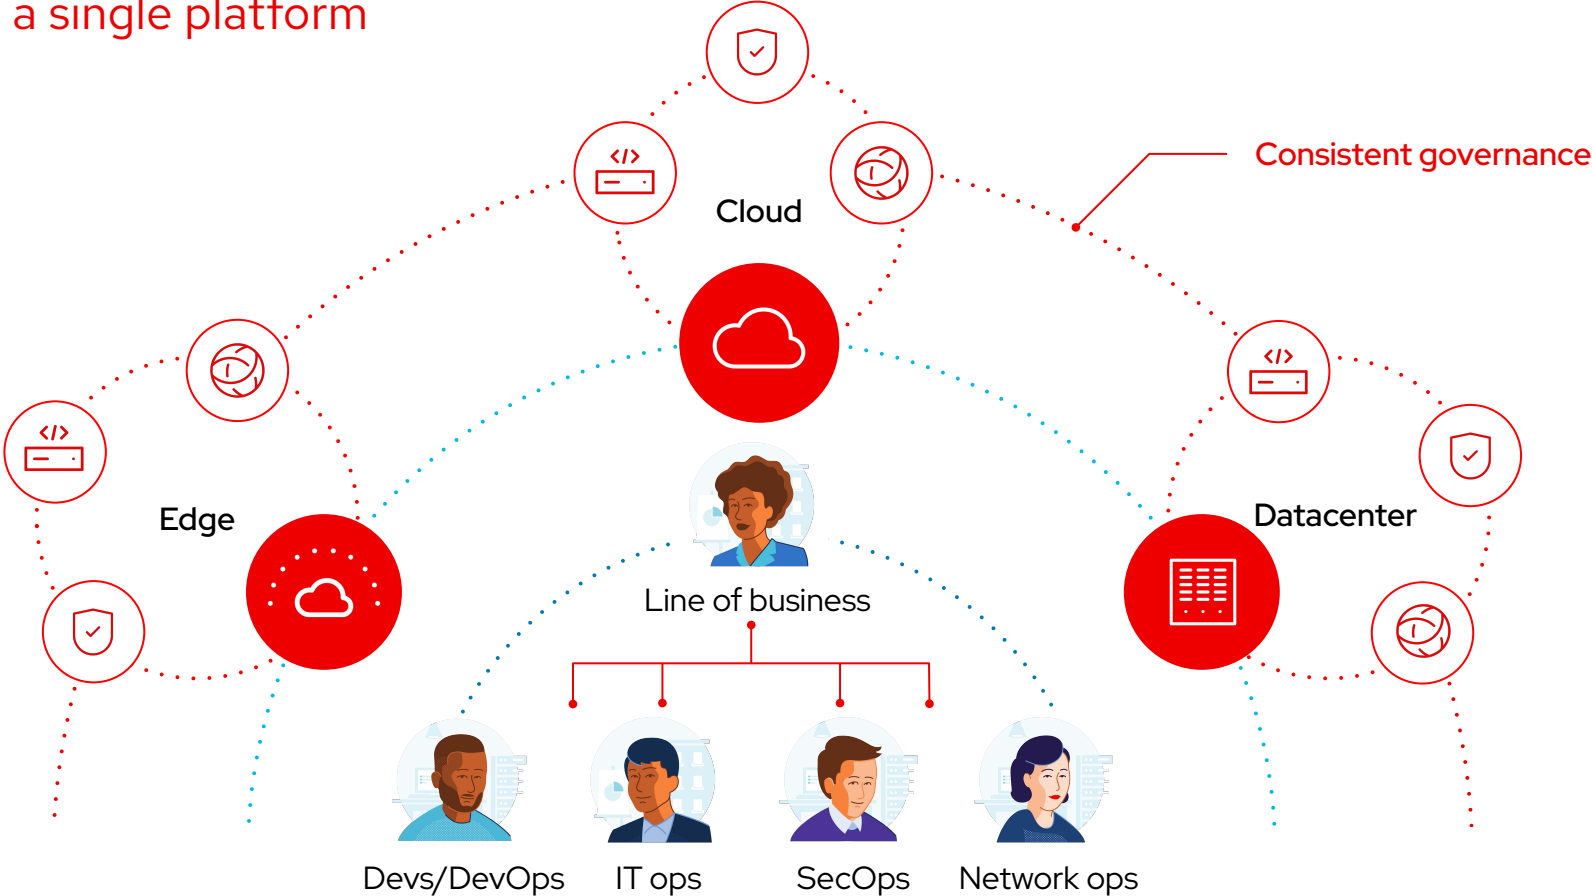 a single platform
Consistent governance
Cloud
Edge
Datacenter
Line of business
Devs/DevOps
IT ops
SecOps
Network ops